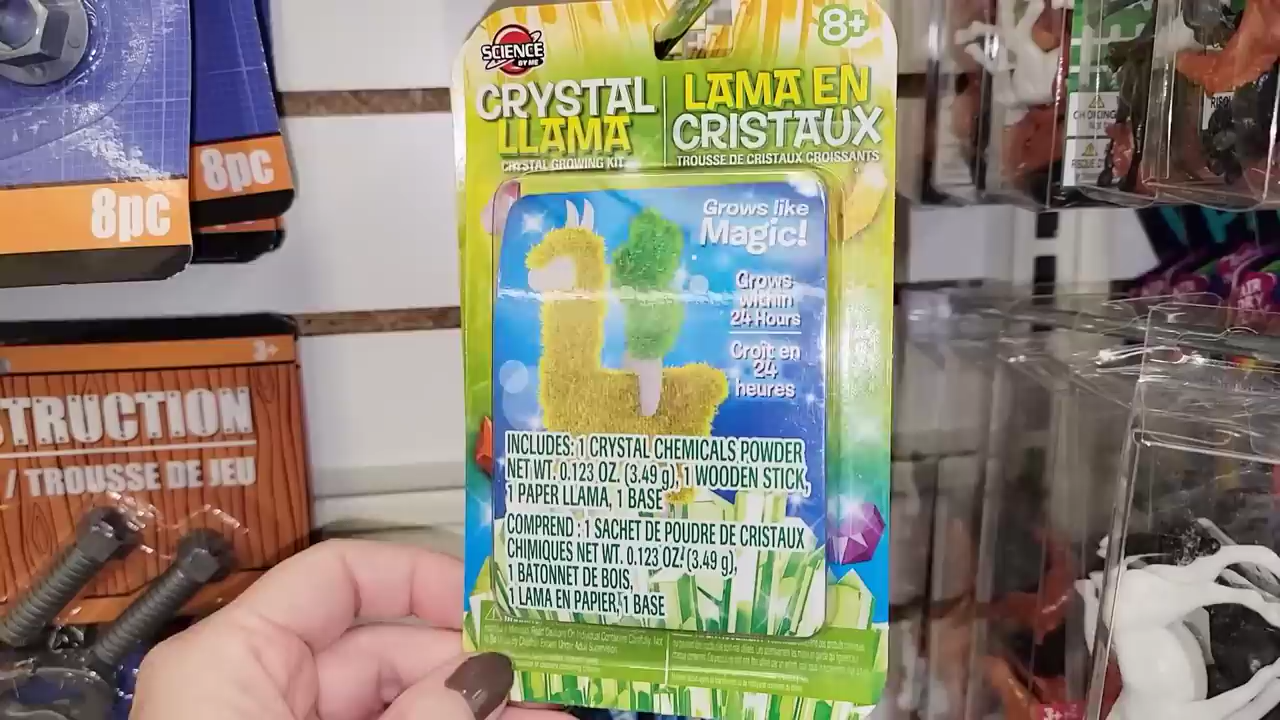 SCIENCE
BY ME
8+
CRYSTAL
LLAMA
CRYSTAL GROWING KIT
LAMA EN
CRISTAUX
TROUSSE DE CRISTAUX CROISSANTS
Grows like
Magic!
Grows
within
24 Hours
Croît en
24
heures
INCLUDES: 1 CRYSTAL CHEMICALS POWDER
NET WT. 0.123 OZ. (3.49 g), 1 WOODEN STICK,
1 PAPER LLAMA, 1 BASE
COMPREND : 1 SACHET DE POUDRE DE CRISTAUX
CHIMIQUES NET WT. 0.123 OZ. (3.49 g),
1 BATONNET DE BOIS,
1 LAMA EN PAPIER, 1 BASE
8pc
8pc
3+
STRUCTION
/ TROUSSE DE JEU
CHOKING
3+